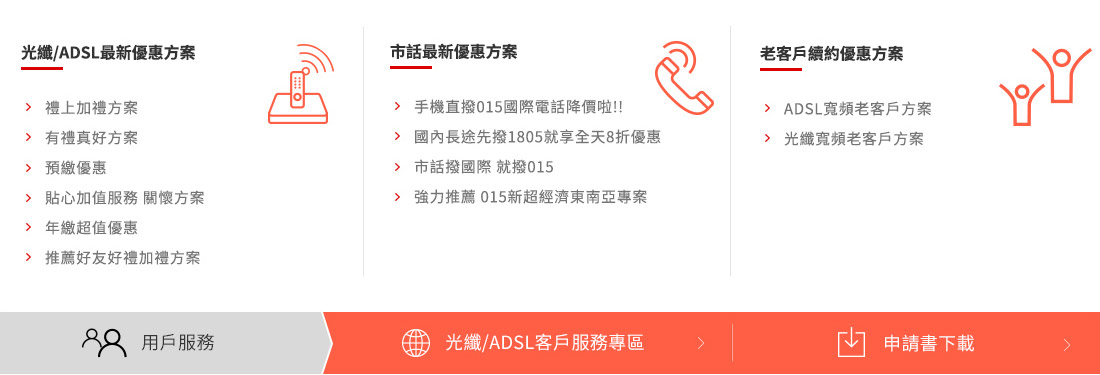 光纖/ADSL最新優惠方案
禮上加禮方案
有禮真好方案
預繳優惠
貼心加值服務 關懷方案
年繳超值優惠
推薦好友好禮加禮方案
市話最新優惠方案
手機直撥015國際電話降價啦!!
國內長途先撥1805就享全天8折優惠
市話撥國際 就撥015
強力推薦 015新超經濟東南亞專案
老客戶續約優惠方案
ADSL寬頻老客戶方案
光纖寬頻老客戶方案
用戶服務
光纖/ADSL客戶服務專區
申請書下載